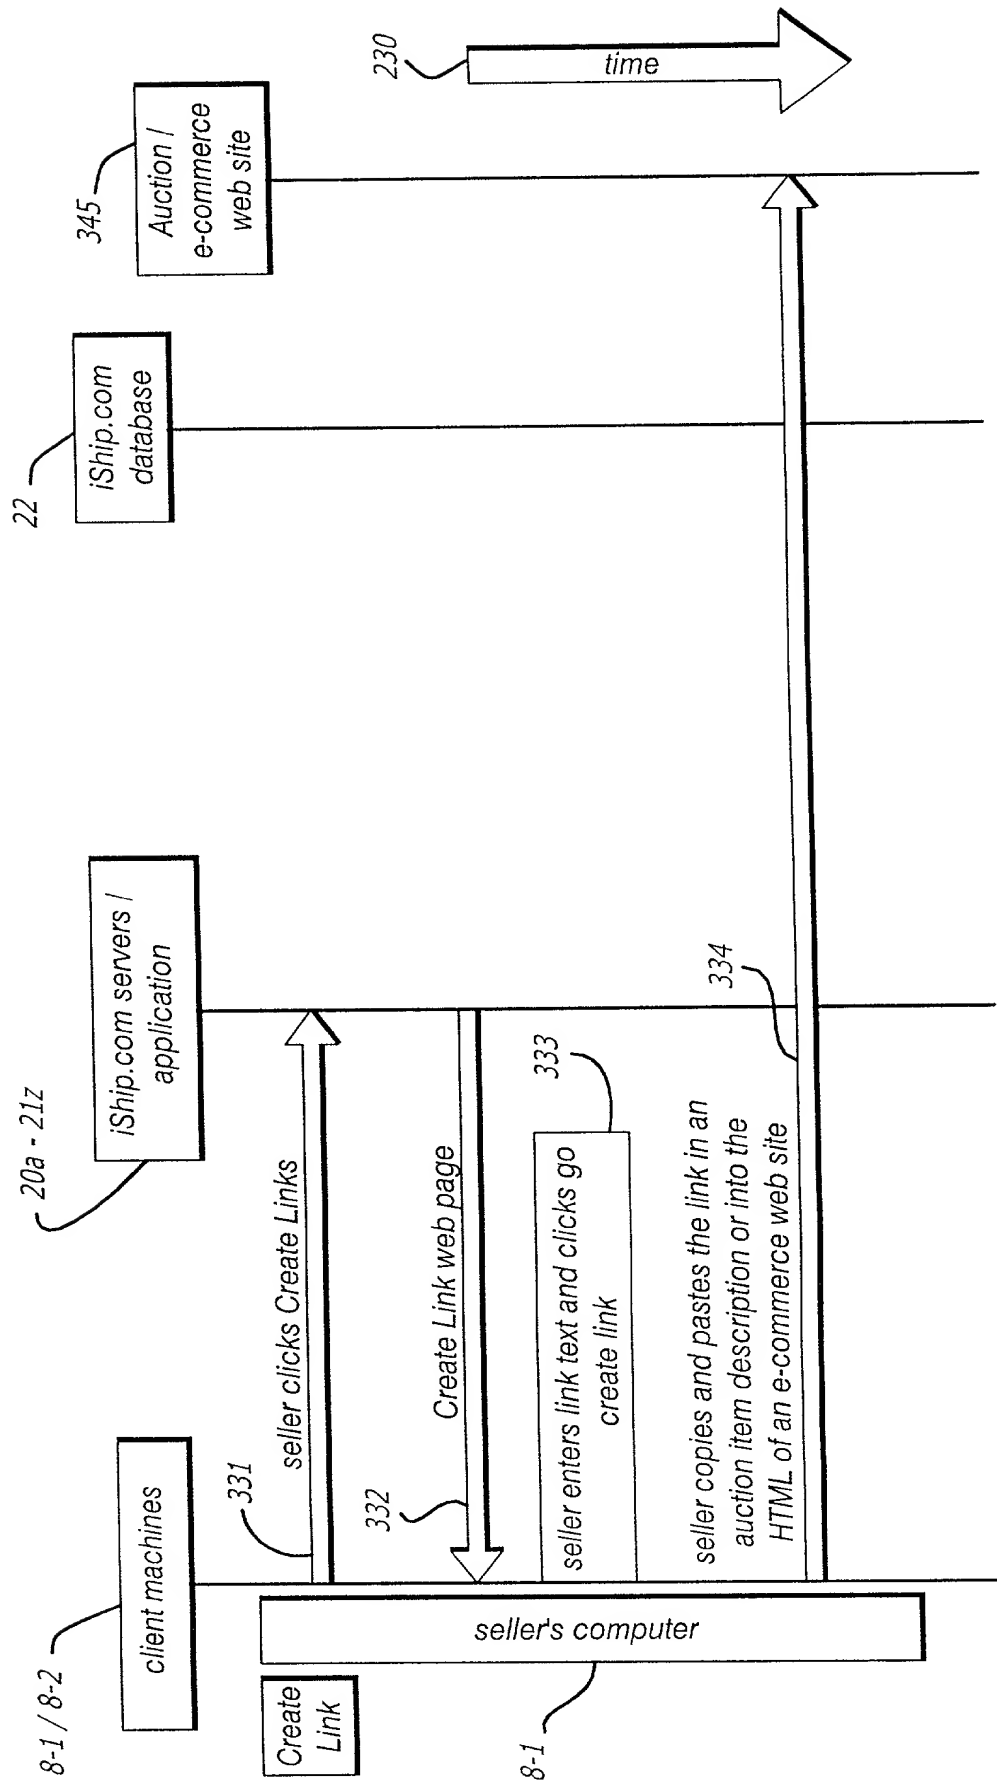 8-1 / 8-2
client machines
20a - 21z
iShip.com servers /
application
22
iShip.com
database
345
Auction /
e-commerce
web site
230
time
Create
Link
8-1
seller's computer
331
seller clicks Create Links
332
Create Link web page
333
seller enters link text and clicks go
create link
334
seller copies and pastes the link in an
auction item description or into the
HTML of an e-commerce web site